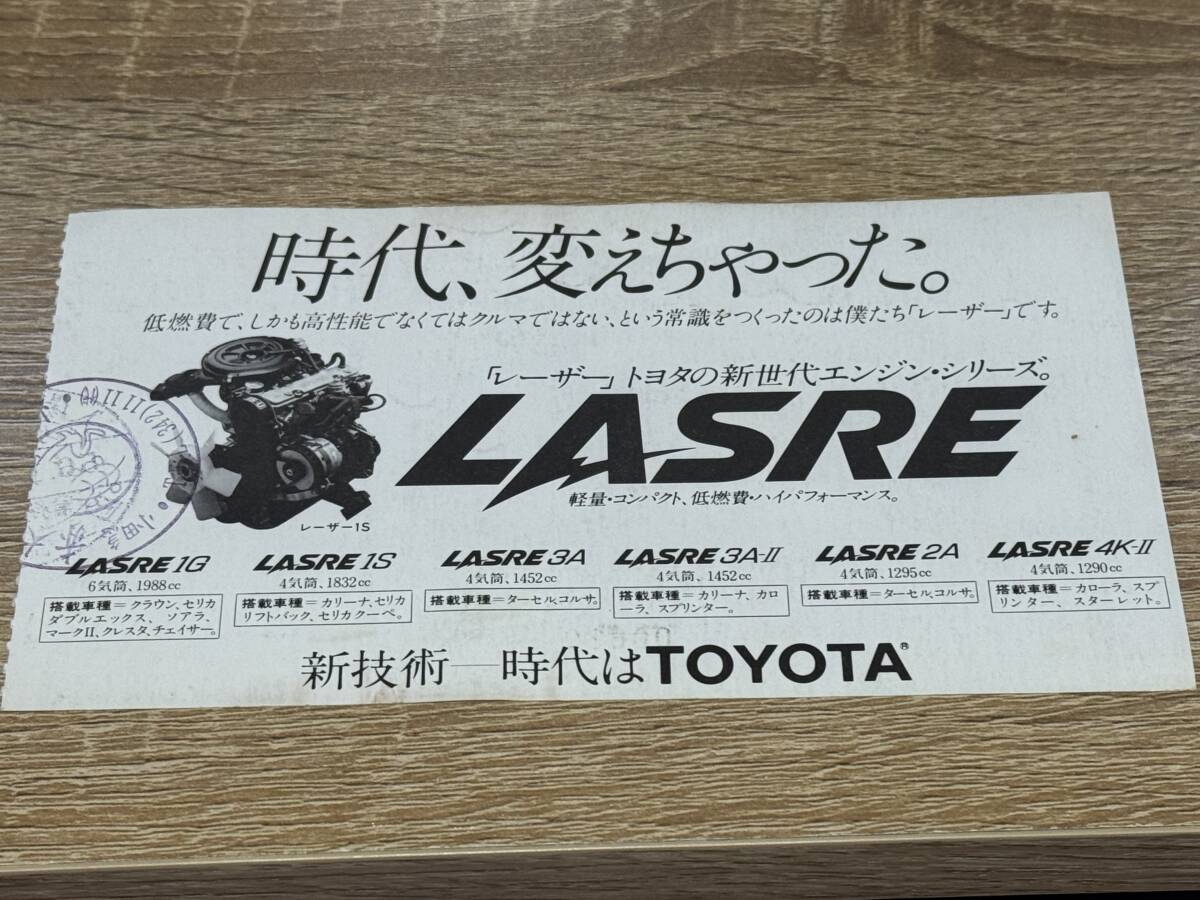 時代、変えちゃった。
低燃費で、しかも高性能でなくてはクルマではない、という常識をつくったのは僕たち「レーザー」です。
「レーザー」トヨタの新世代エンジン・シリーズ。
LASRE
軽量・コンパクト、低燃費・ハイパフォーマンス。
レーザー1S
LASRE 1G
6気筒、1988cc
搭載車種＝クラウン、セリカ
ダブルエックス、ソアラ、
マークII、クレスタ、チェイサー。
LASRE 1S
4気筒、1832cc
搭載車種＝カリーナ、セリカ
リフトバック、セリカクーペ。
LASRE 3A
4気筒、1452cc
搭載車種＝ターセル、コルサ。
LASRE 3A-II
4気筒、1452cc
搭載車種＝カリーナ、カロ
ーラ、スプリンター。
LASRE 2A
4気筒、1295cc
搭載車種＝ターセル、コルサ。
LASRE 4K-II
4気筒、1290cc
搭載車種＝カローラ、スプ
リンター、スターレット。
新技術―時代はTOYOTA®